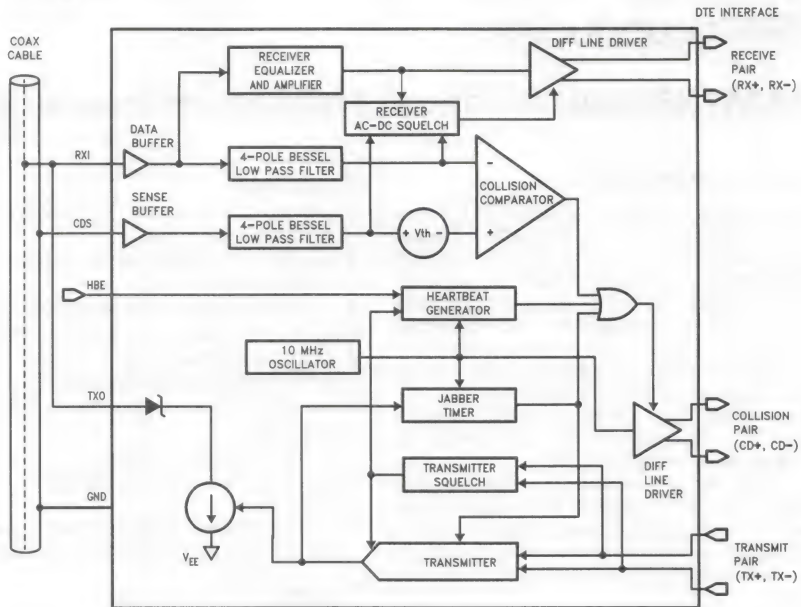 DTE INTERFACE
COAX
CABLE
RECEIVER
EQUALIZER
AND AMPLIFIER
DIFF LINE DRIVER
RECEIVE
PAIR
(RX+, RX-)
RECEIVER
AC-DC SQUELCH
DATA
BUFFER
RXI
4-POLE BESSEL
LOW PASS FILTER
-
COLLISION
COMPARATOR
+
SENSE
BUFFER
CDS
4-POLE BESSEL
LOW PASS FILTER
+ Vth -
HBE
HEARTBEAT
GENERATOR
10 MHz
OSCILLATOR
TXO
JABBER
TIMER
COLLISION
PAIR
(CD+, CD-)
DIFF
LINE
DRIVER
TRANSMITTER
SQUELCH
GND
VEE
TRANSMITTER
TRANSMIT
PAIR
(TX+, TX-)